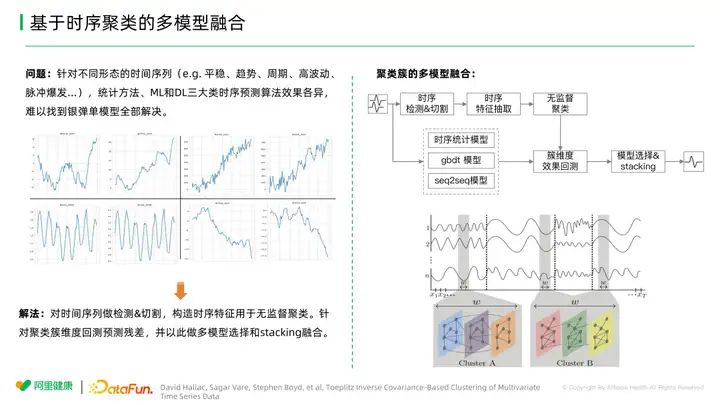 基于时序聚类的多模型融合
问题：针对不同形态的时间序列（e.g. 平稳、趋势、周期、高波动、
脉冲爆发...），统计方法、ML和DL三大类时序预测算法效果各异，
难以找到银弹单模型全部解决。
解法：对时间序列做检测&切割，构造时序特征用于无监督聚类。针
对聚类簇维度回测预测残差，并以此做多模型选择和stacking融合。
聚类簇的多模型融合：
时序
检测&切割
时序
特征抽取
无监督
聚类
时序统计模型
gbdt 模型
seq2seq模型
簇维度
效果回测
模型选择&
stacking
1
2
n
w
w
w
x1x2...
...xT
w
w
Cluster A
Cluster B
阿里健康
DataFun.
David Hallac, Sagar Vare, Stephen Boyd, et al, Toeplitz Inverse Covariance-Based Clustering of Multivariate
Time Series Data
© Copyright By Alibaba Health All Rights Reserved